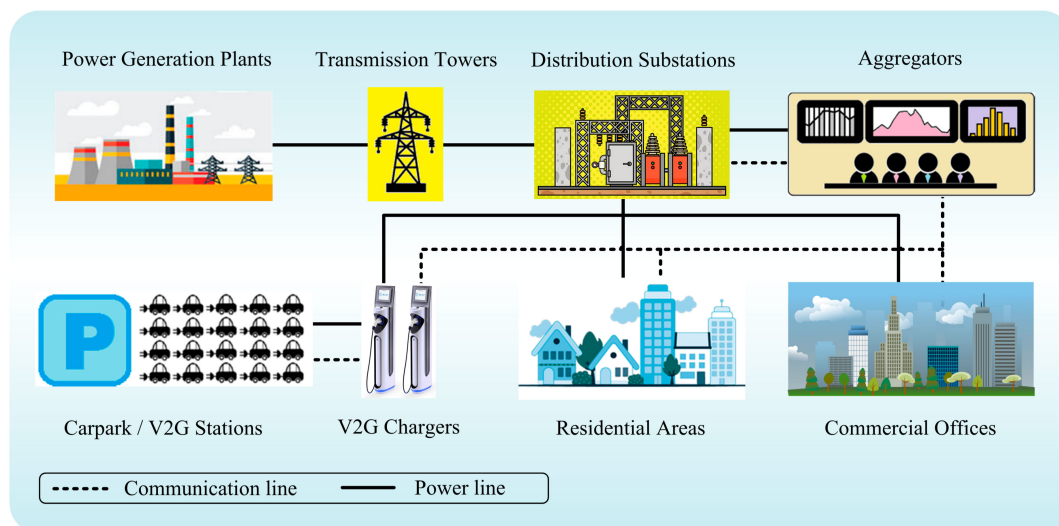 Power Generation Plants
Transmission Towers
Distribution Substations
Aggregators
P
Carpark / V2G Stations
V2G Chargers
Residential Areas
Commercial Offices
Communication line
Power line